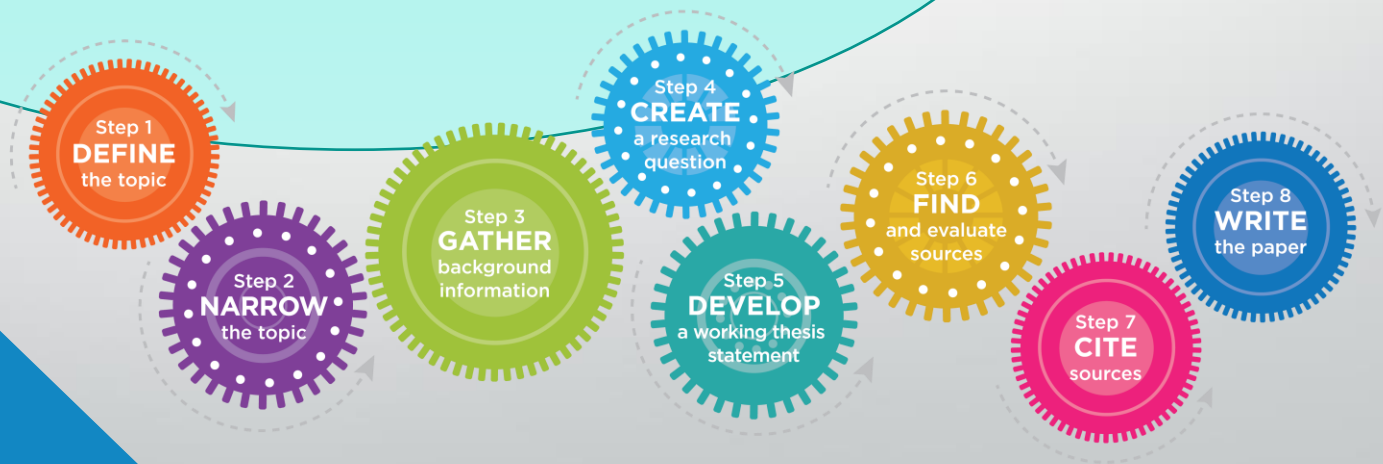 Step 1
DEFINE
the topic
Step 2
NARROW
the topic
Step 3
GATHER
background
information
Step 4
CREATE
a research
question
Step 5
DEVELOP
a working thesis
statement
Step 6
FIND
and evaluate
sources
Step 7
CITE
sources
Step 8
WRITE
the paper